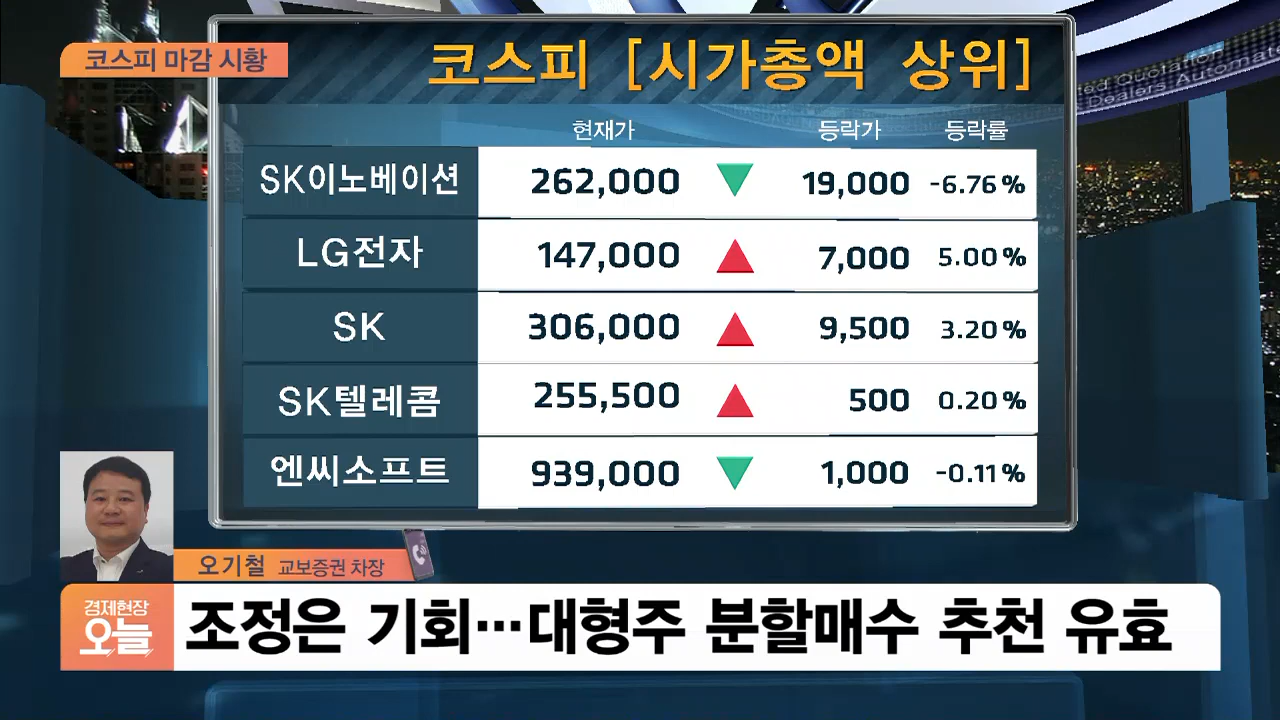 코스피 마감 시황
코스피 [시가총액 상위]
ted Quotation
Dealers Automat
현재가 등락가 등락률
SK이노베이션 262,000 ▼ 19,000 -6.76%
LG전자 147,000 ▲ 7,000 5.00%
SK 306,000 ▲ 9,500 3.20%
SK텔레콤 255,500 ▲ 500 0.20%
엔씨소프트 939,000 ▼ 1,000 -0.11%
오기철 교보증권 차장
경제현장
오늘
조정은 기회…대형주 분할매수 추천 유효